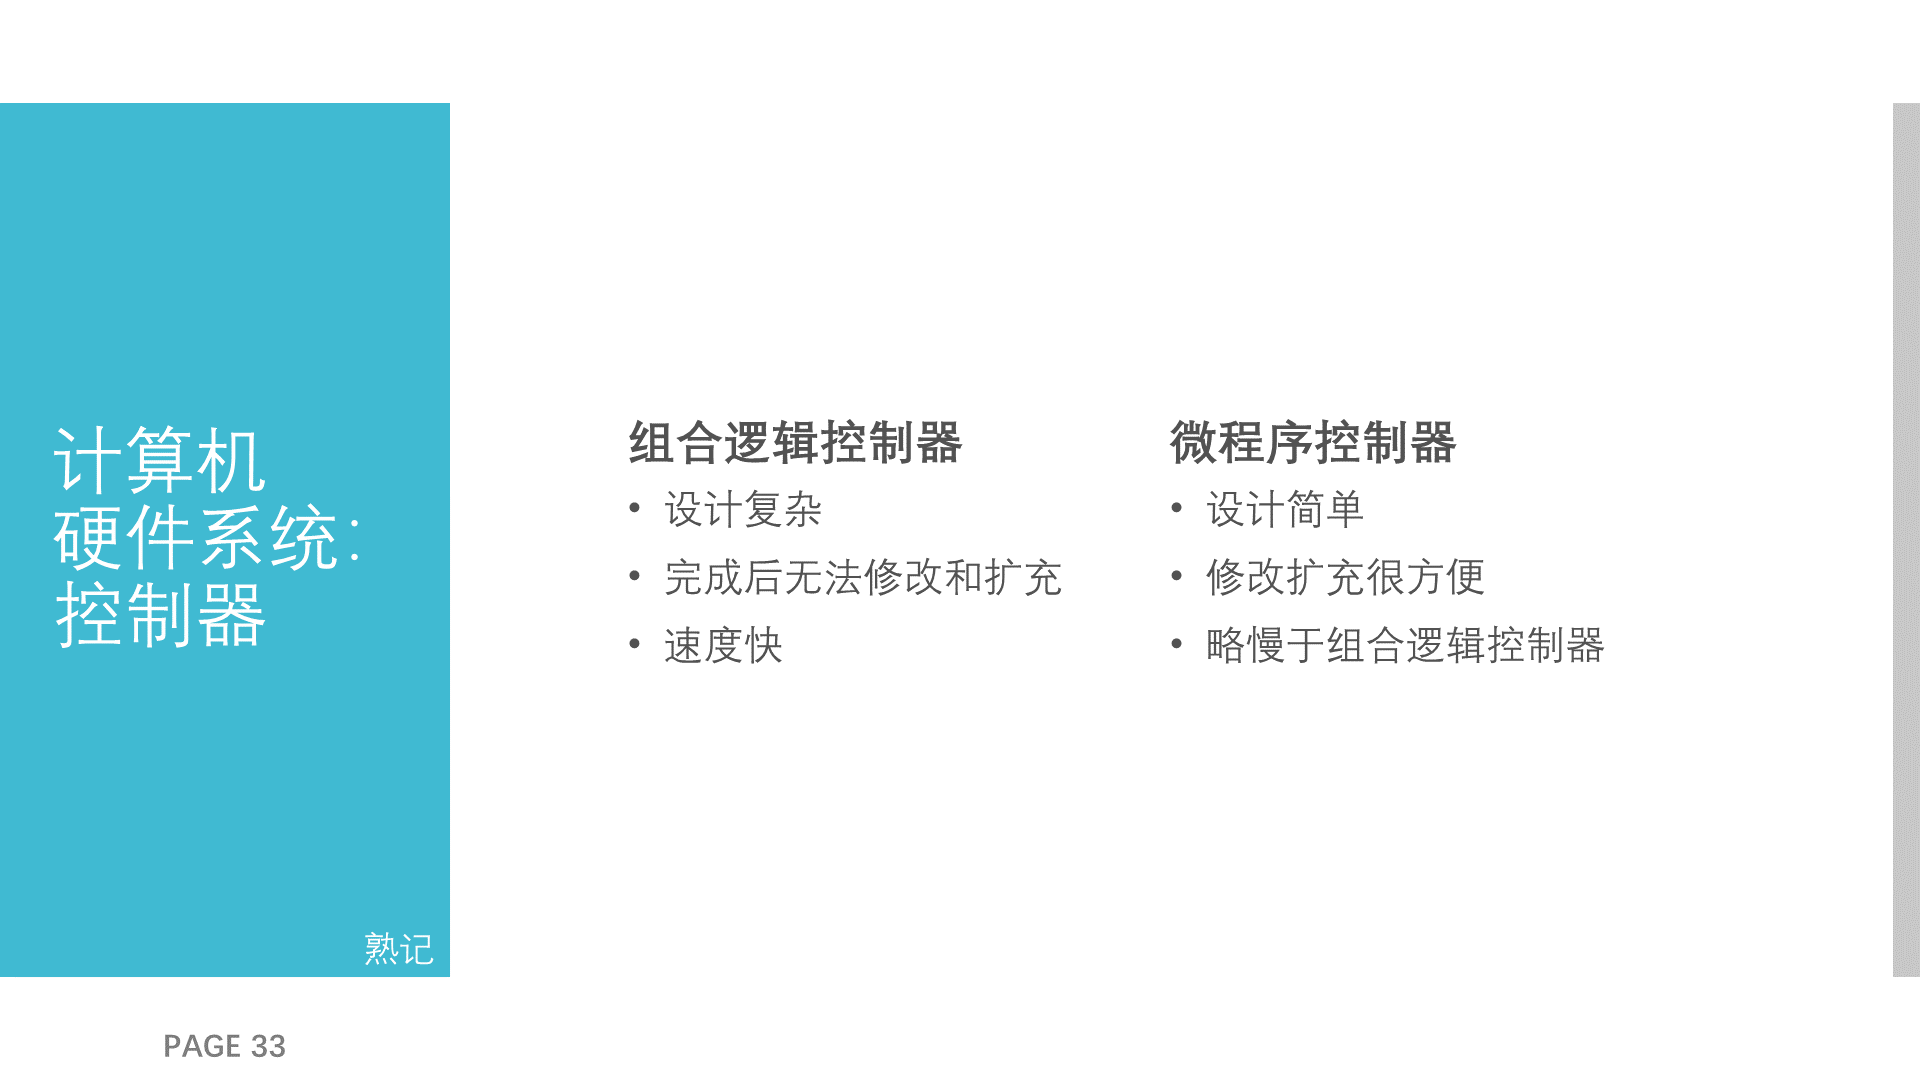 计算机
硬件系统：
控制器
熟记
组合逻辑控制器
• 设计复杂
• 完成后无法修改和扩充
• 速度快
微程序控制器
• 设计简单
• 修改扩充很方便
• 略慢于组合逻辑控制器
PAGE 33